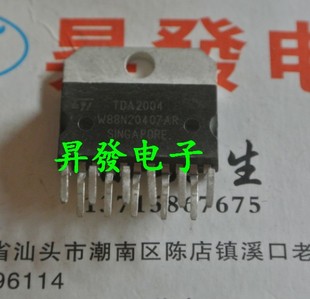 昇發电
TDA2004
W88N20407AR
SINGAPORE
昇發电子
生
13715867675
省汕头市潮南区陈店镇溪口老
96114